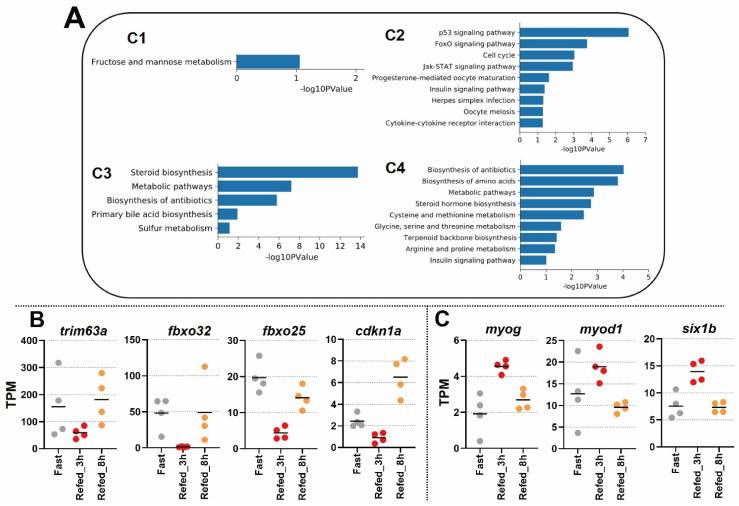 A
C1
Fructose and mannose metabolism
0 1 2
-log10PValue
C2
p53 signaling pathway
FoxO signaling pathway
Cell cycle
Jak-STAT signaling pathway
Progesterone-mediated oocyte maturation
Insulin signaling pathway
Herpes simplex infection
Oocyte meiosis
Cytokine-cytokine receptor interaction
0 1 2 3 4 5 6 7
-log10PValue
C3
Steroid biosynthesis
Metabolic pathways
Biosynthesis of antibiotics
Primary bile acid biosynthesis
Sulfur metabolism
0 2 4 6 8 10 12 14
-log10PValue
C4
Biosynthesis of antibiotics
Biosynthesis of amino acids
Metabolic pathways
Steroid hormone biosynthesis
Cysteine and methionine metabolism
Glycine, serine and threonine metabolism
Terpenoid backbone biosynthesis
Arginine and proline metabolism
Insulin signaling pathway
0 1 2 3 4 5
-log10PValue
B
TPM
trim63a
400
300
200
100
0
Fast Refed_3h Refed_8h
fbxo32
150
100
50
0
Fast Refed_3h Refed_8h
fbxo25
30
20
10
0
Fast Refed_3h Refed_8h
cdkn1a
10
8
6
4
2
0
Fast Refed_3h Refed_8h
C
TPM
myog
6
4
2
0
Fast Refed_3h Refed_8h
myod1
25
20
15
10
5
0
Fast Refed_3h Refed_8h
six1b
20
15
10
5
0
Fast Refed_3h Refed_8h